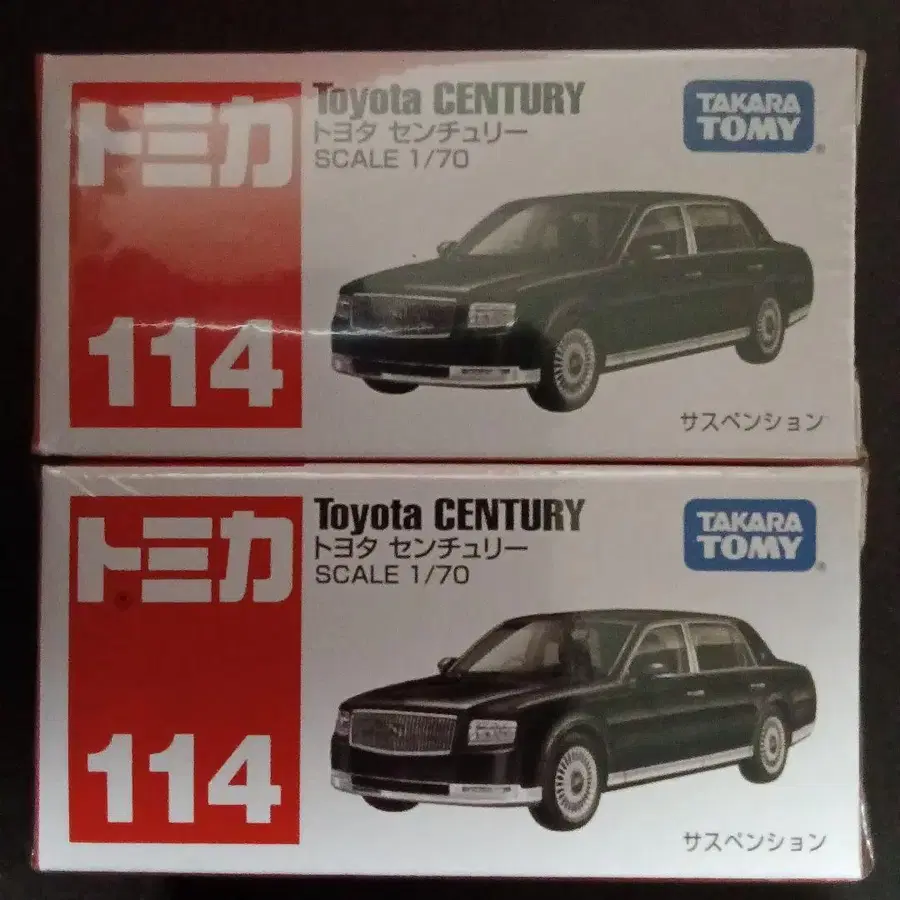 トミカ
Toyota CENTURY
トヨタ センチュリー
SCALE 1/70
TAKARA
TOMY
114
サスペンション
トミカ
Toyota CENTURY
トヨタ センチュリー
SCALE 1/70
TAKARA
TOMY
114
サスペンション